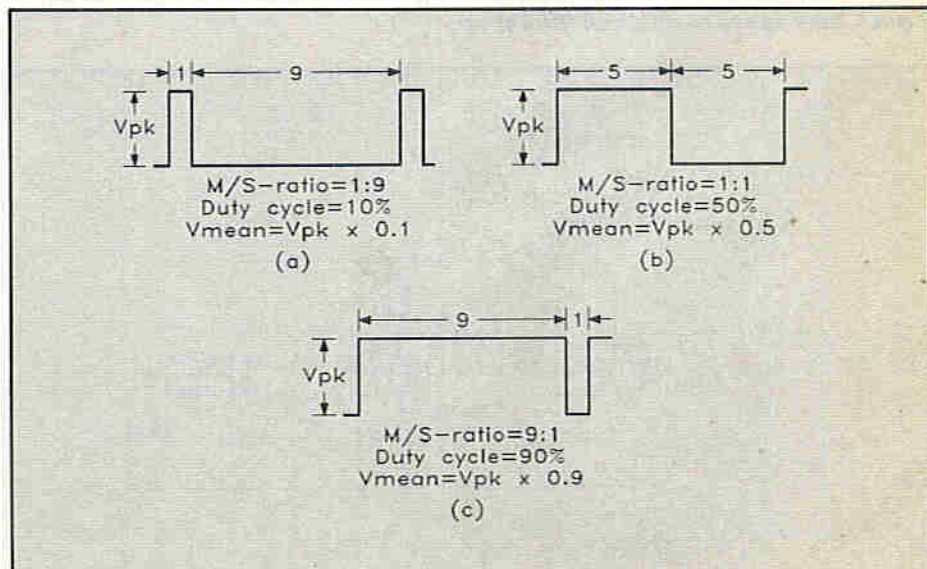 1 9
Vpk
M/S-ratio=1:9
Duty cycle=10%
Vmean=Vpk x 0.1
(a)
5 5
Vpk
M/S-ratio=1:1
Duty cycle=50%
Vmean=Vpk x 0.5
(b)
9 1
Vpk
M/S-ratio=9:1
Duty cycle=90%
Vmean=Vpk x 0.9
(c)